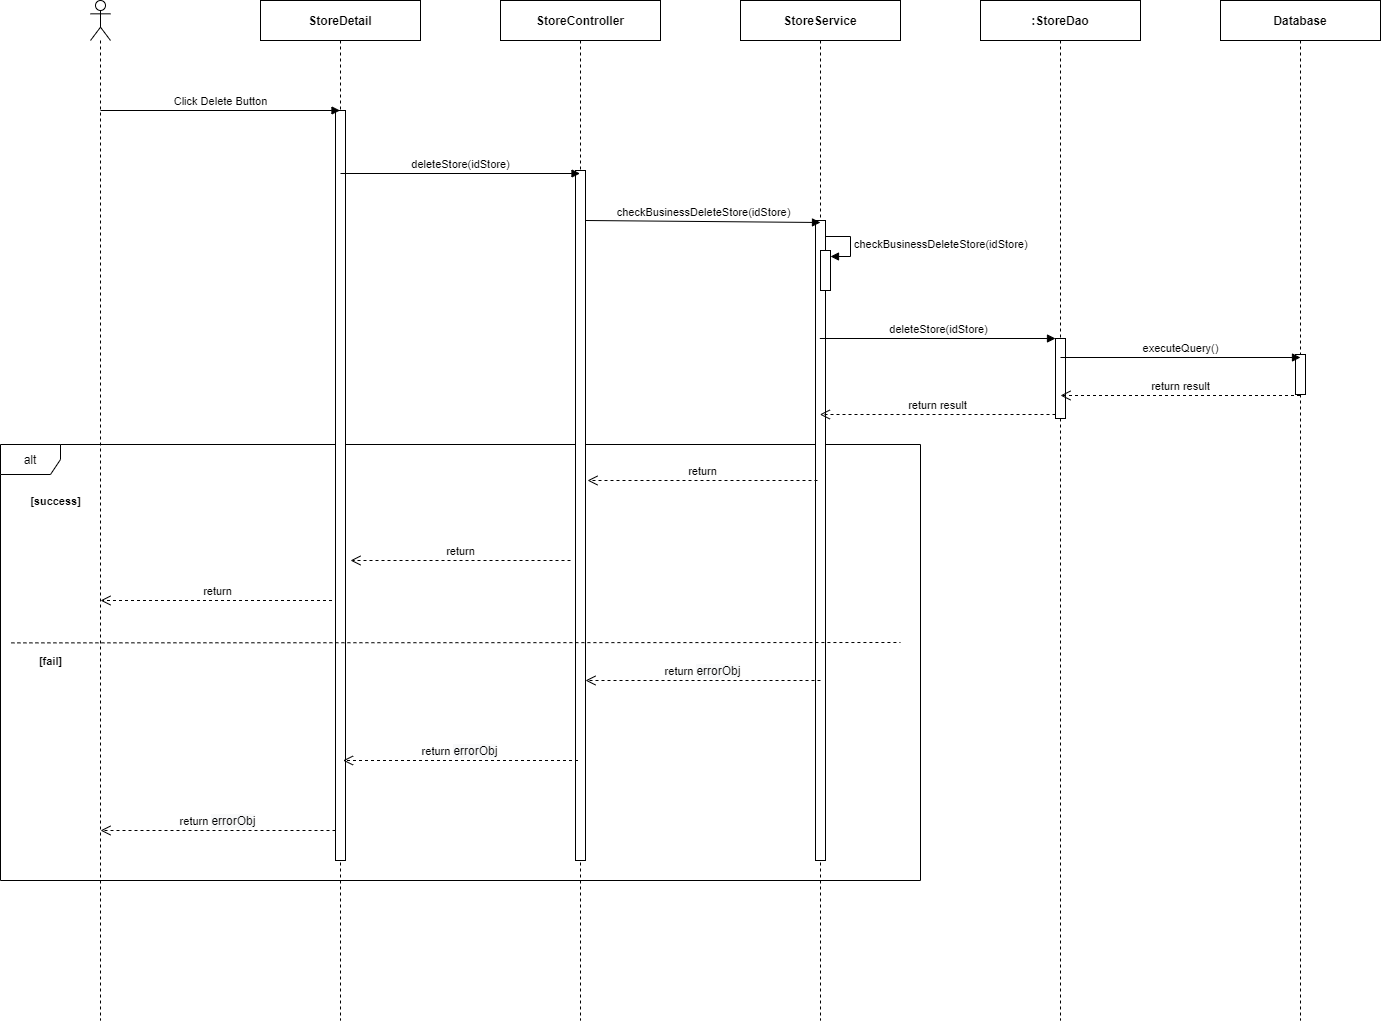 StoreDetail
StoreController
StoreService
:StoreDao
Database
Click Delete Button
deleteStore(idStore)
checkBusinessDeleteStore(idStore)
checkBusinessDeleteStore(idStore)
deleteStore(idStore)
executeQuery()
return result
return result
alt
return
[success]
return
return
[fail]
return errorObj
return errorObj
return errorObj